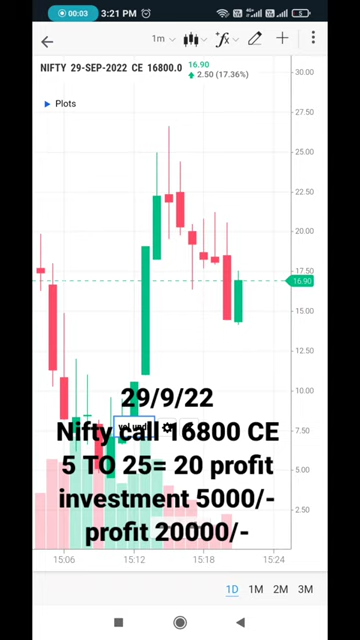 00:03 3:21 PM
1m
NIFTY 29-SEP-2022 CE 16800.0
16.90
2.50 (17.36%)
Plots
30.00
27.50
25.00
22.50
20.00
17.50
16.90
15.00
12.50
10.00
7.50
5.00
2.50
29/9/22
Nifty call 16800 CE
5 TO 25= 20 profit
investment 5000/-
profit 20000/-
15:06 15:12 15:18 15:24
1D 1M 2M 3M